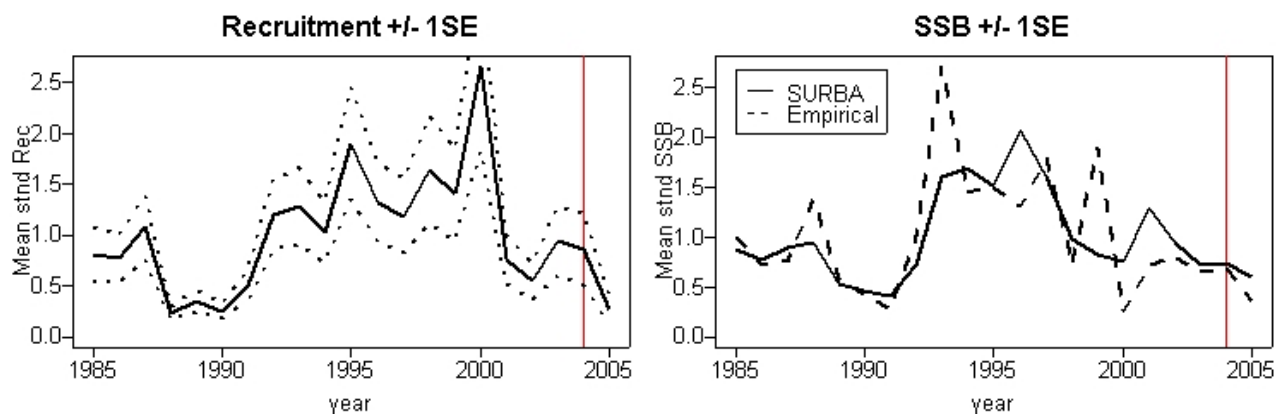 Recruitment +/- 1SE
Mean stnd Rec
2.5
2.0
1.5
1.0
0.5
0.0
1985 1990 1995 2000 2005
year
SSB +/- 1SE
Mean stnd SSB
2.5
2.0
1.5
1.0
0.5
0.0
SURBA
Empirical
1985 1990 1995 2000 2005
year